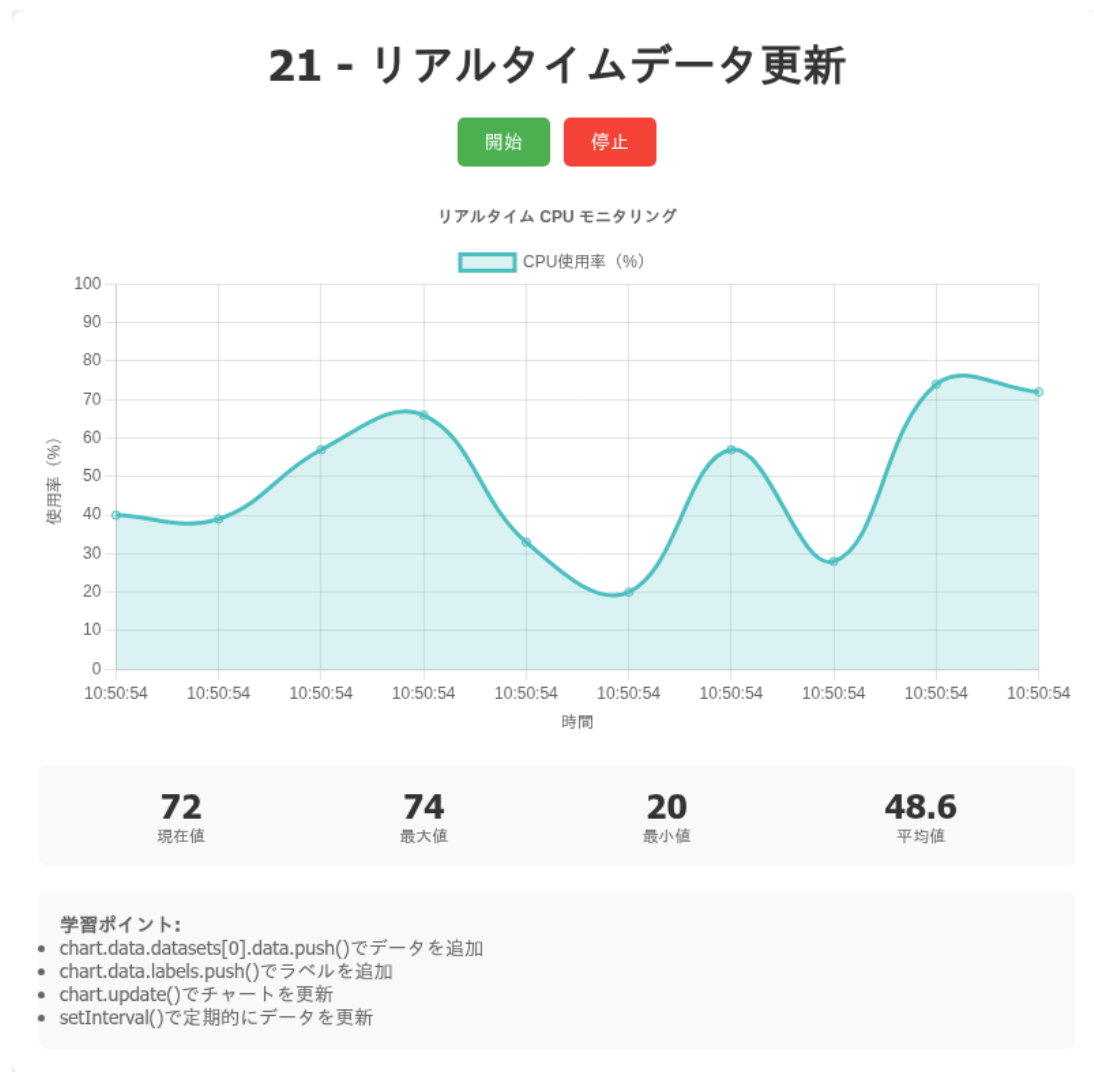 21 - リアルタイムデータ更新
開始 停止
リアルタイム CPU モニタリング
CPU使用率（%）
100
90
80
70
60
50
40
30
20
10
0
使用率（%）
10:50:54 10:50:54 10:50:54 10:50:54 10:50:54 10:50:54 10:50:54 10:50:54 10:50:54 10:50:54
時間
72 74 20 48.6
現在値 最大値 最小値 平均値
学習ポイント:
• chart.data.datasets[0].data.push()でデータを追加
• chart.data.labels.push()でラベルを追加
• chart.update()でチャートを更新
• setInterval()で定期的にデータを更新